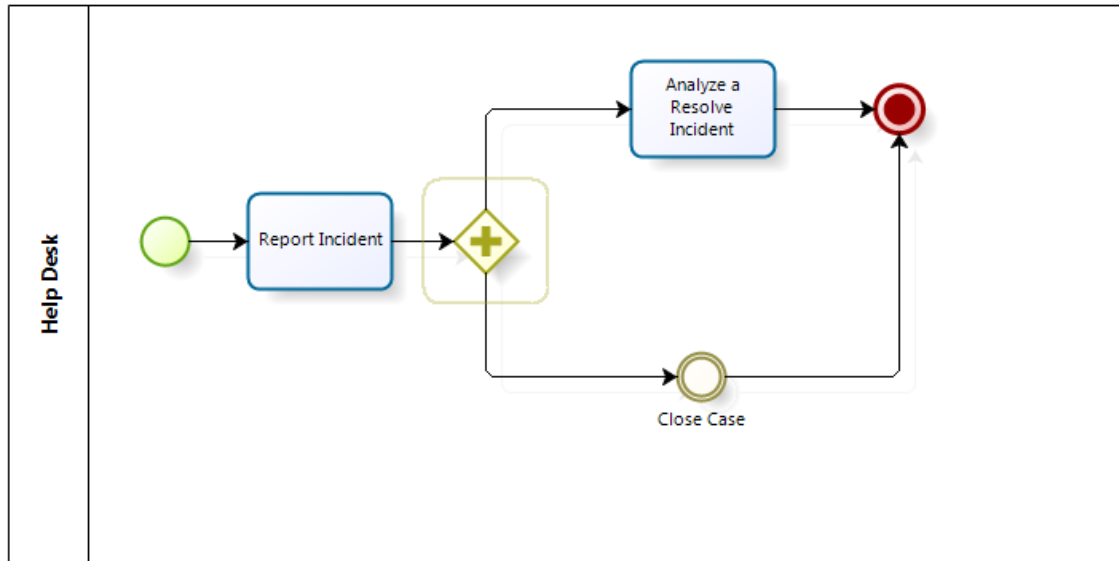 Help Desk
Report Incident
Analyze a
Resolve
Incident
Close Case